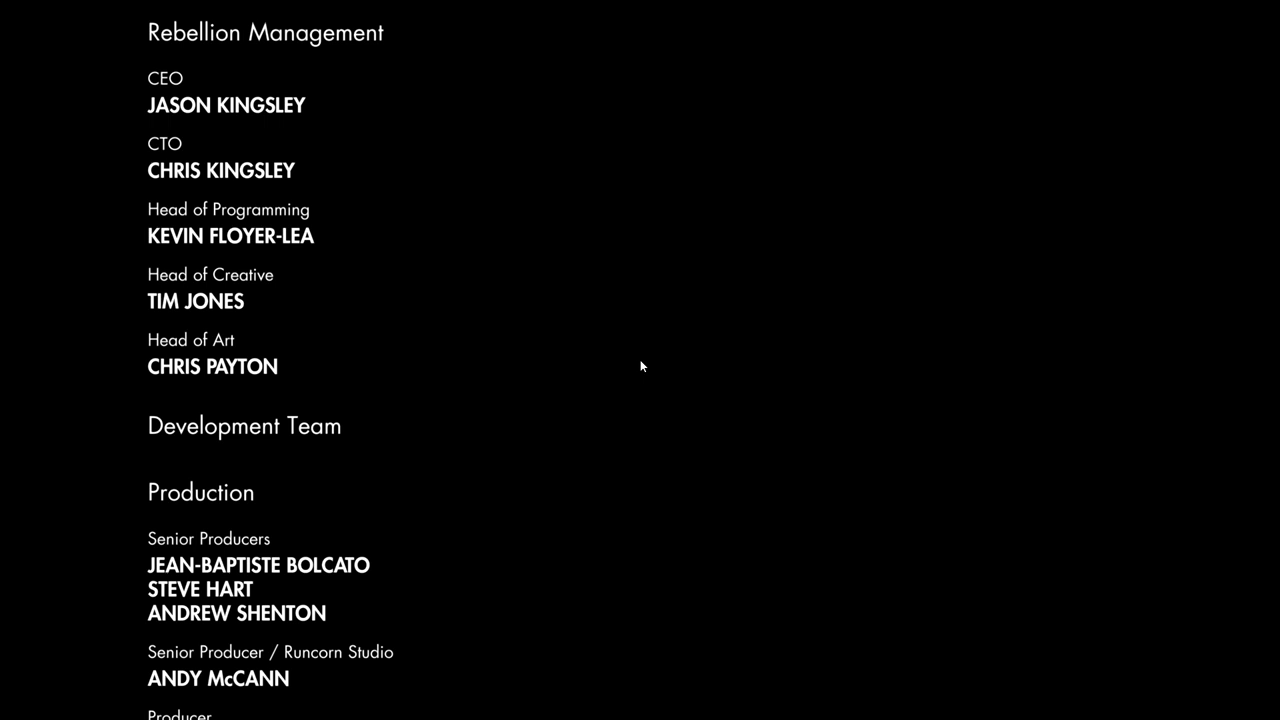 Rebellion Management
CEO
JASON KINGSLEY
CTO
CHRIS KINGSLEY
Head of Programming
KEVIN FLOYER-LEA
Head of Creative
TIM JONES
Head of Art
CHRIS PAYTON
Development Team
Production
Senior Producers
JEAN-BAPTISTE BOLCATO
STEVE HART
ANDREW SHENTON
Senior Producer / Runcorn Studio
ANDY McCANN
Producer